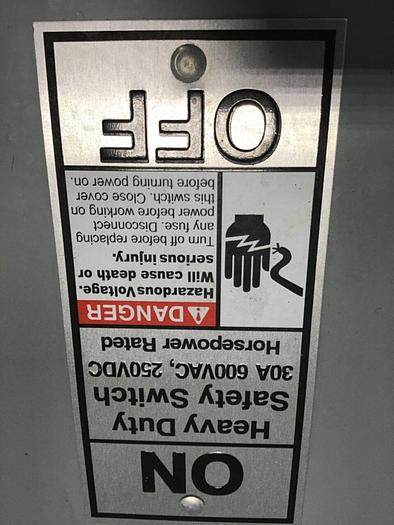 ON
Heavy Duty
Safety Switch
30A 600VAC, 250VDC
Horsepower Rated
DANGER
Hazardous Voltage.
Will cause death or
serious injury.
Turn off before replacing
any fuse. Disconnect
power before working on
this switch. Close cover
before turning power on.
OFF